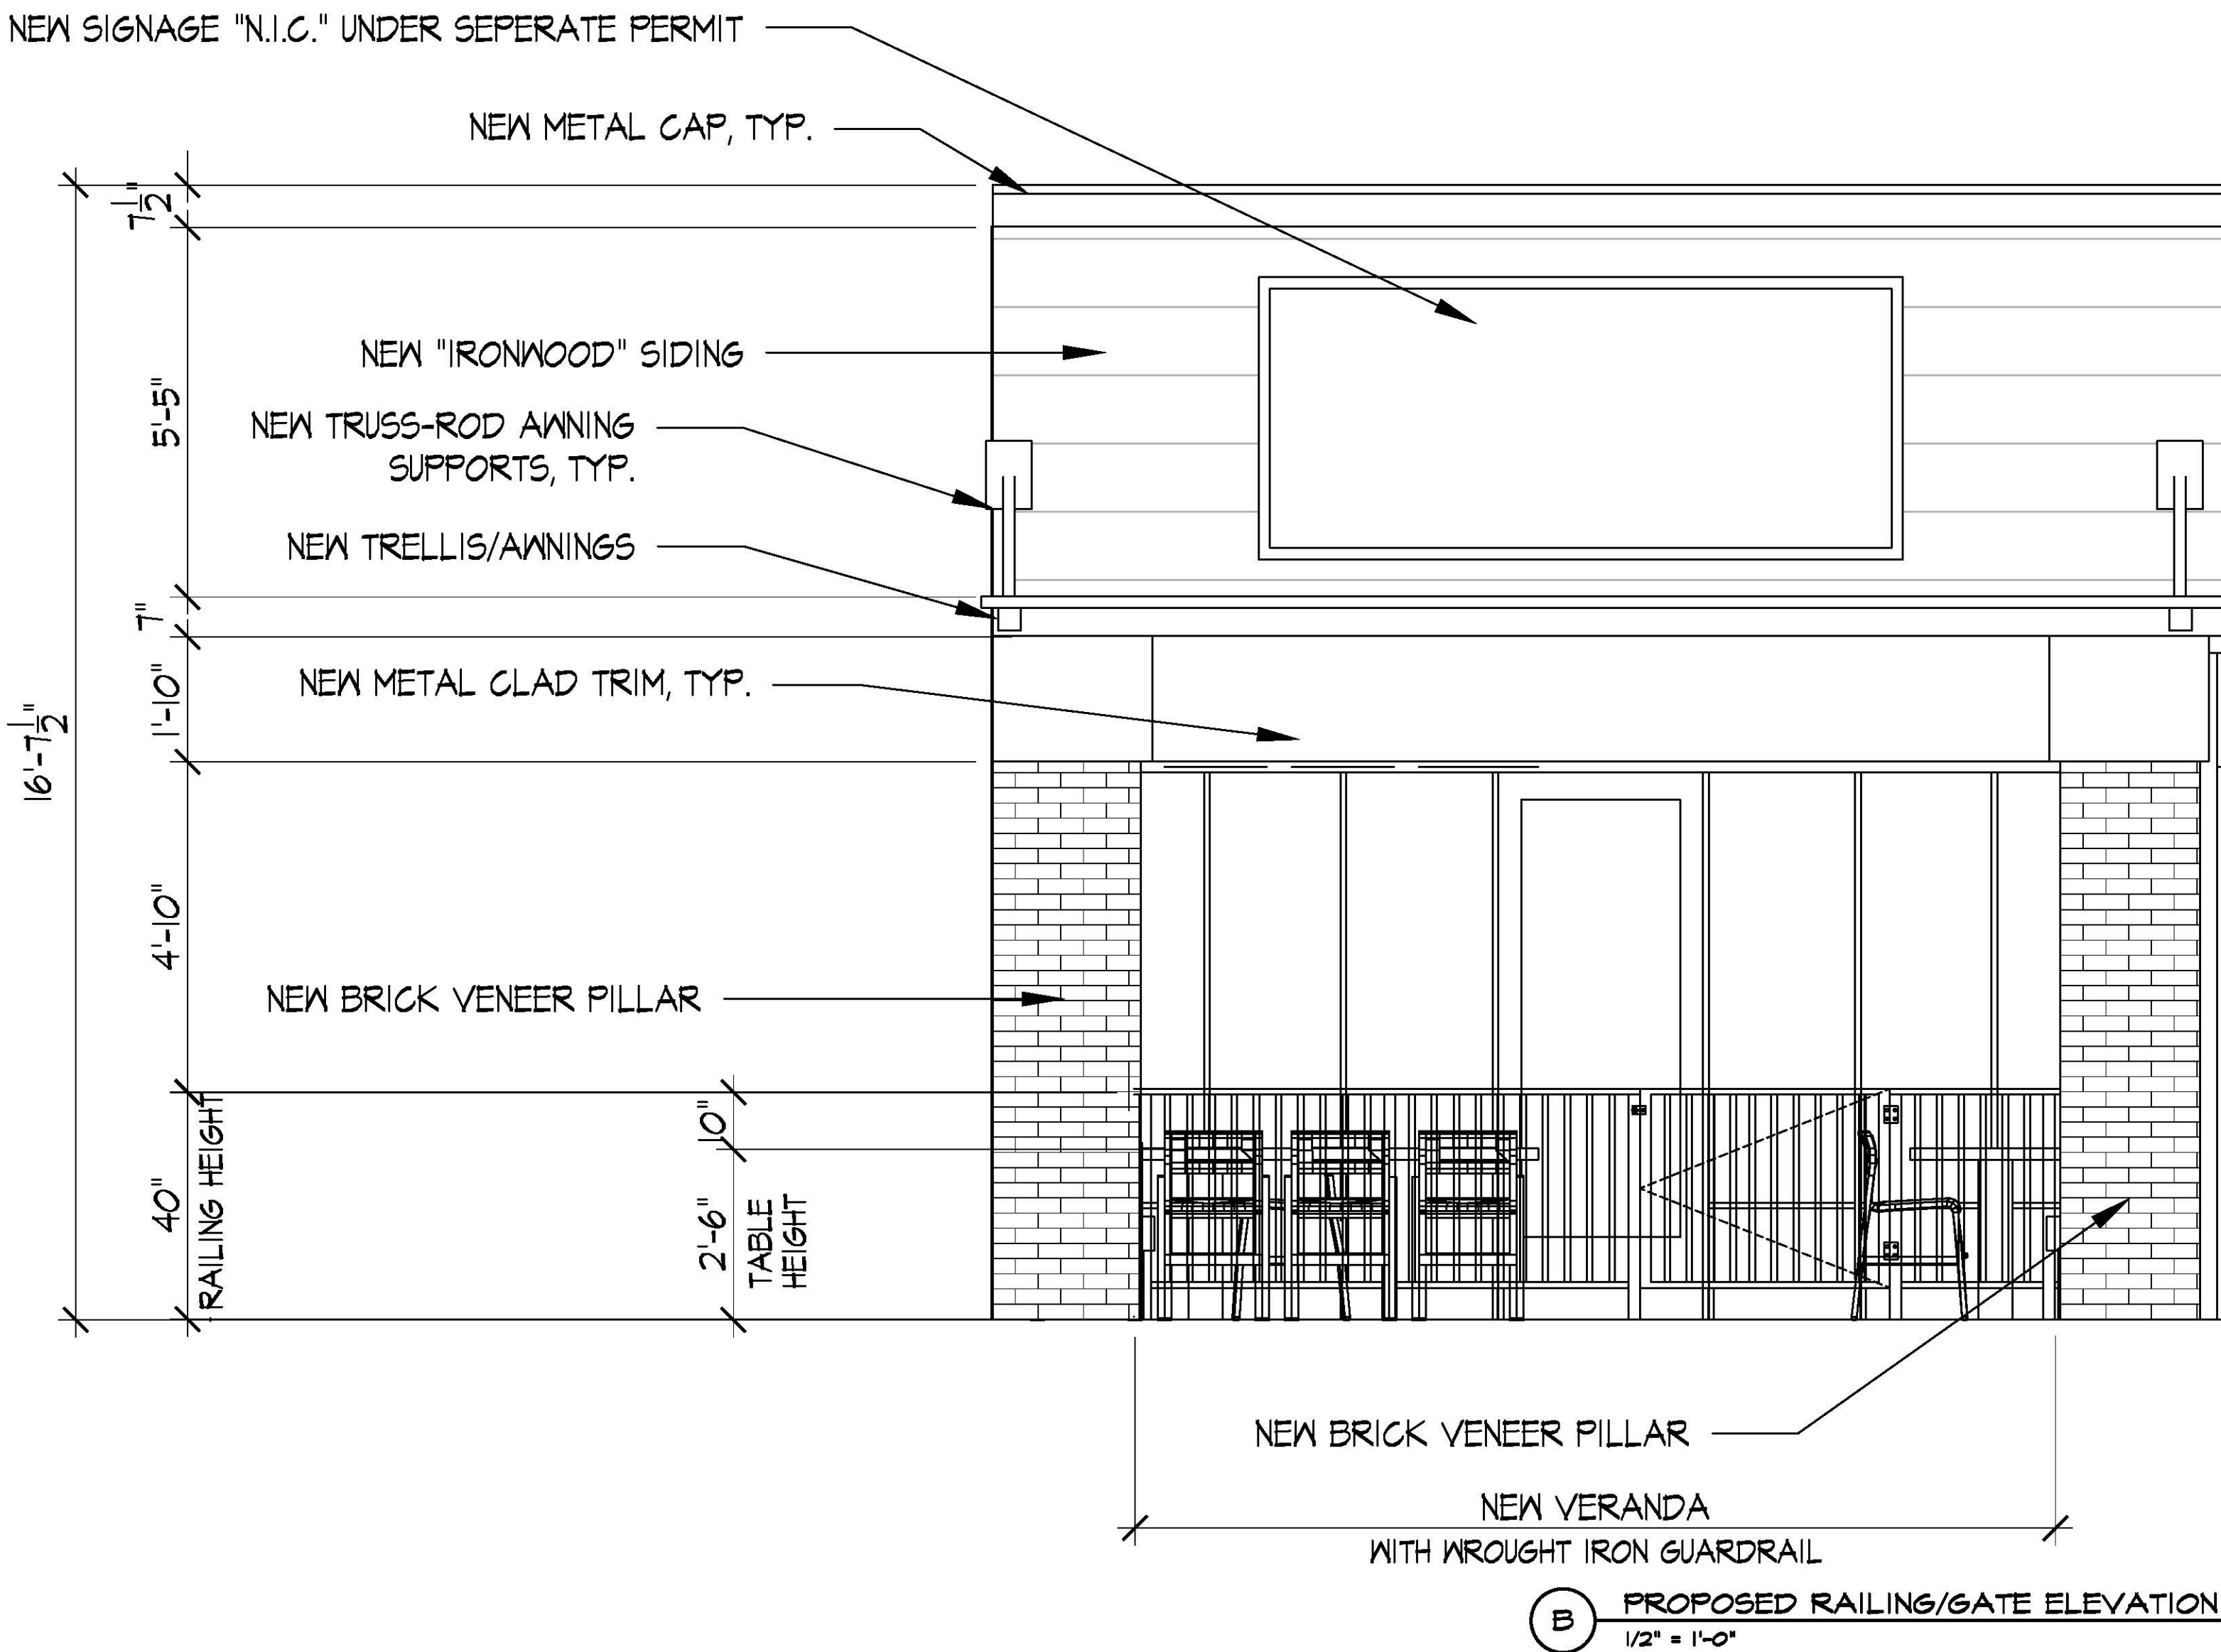 NEW SIGNAGE "N.I.C." UNDER SEPERATE PERMIT
NEW METAL CAP, TYP.
7 1/2"
NEW "IRONWOOD" SIDING
5'-5"
NEW TRUSS-ROD AWNING
SUPPORTS, TYP.
NEW TRELLIS/AWNINGS
7"
NEW METAL CLAD TRIM, TYP.
1'-10"
16'-7 1/2"
4'-10"
NEW BRICK VENEER PILLAR
10"
40"
RAILING HEIGHT
2'-6"
TABLE
HEIGHT
NEW BRICK VENEER PILLAR
NEW VERANDA
WITH WROUGHT IRON GUARDRAIL
B
PROPOSED RAILING/GATE ELEVATION
1/2" = 1'-0"